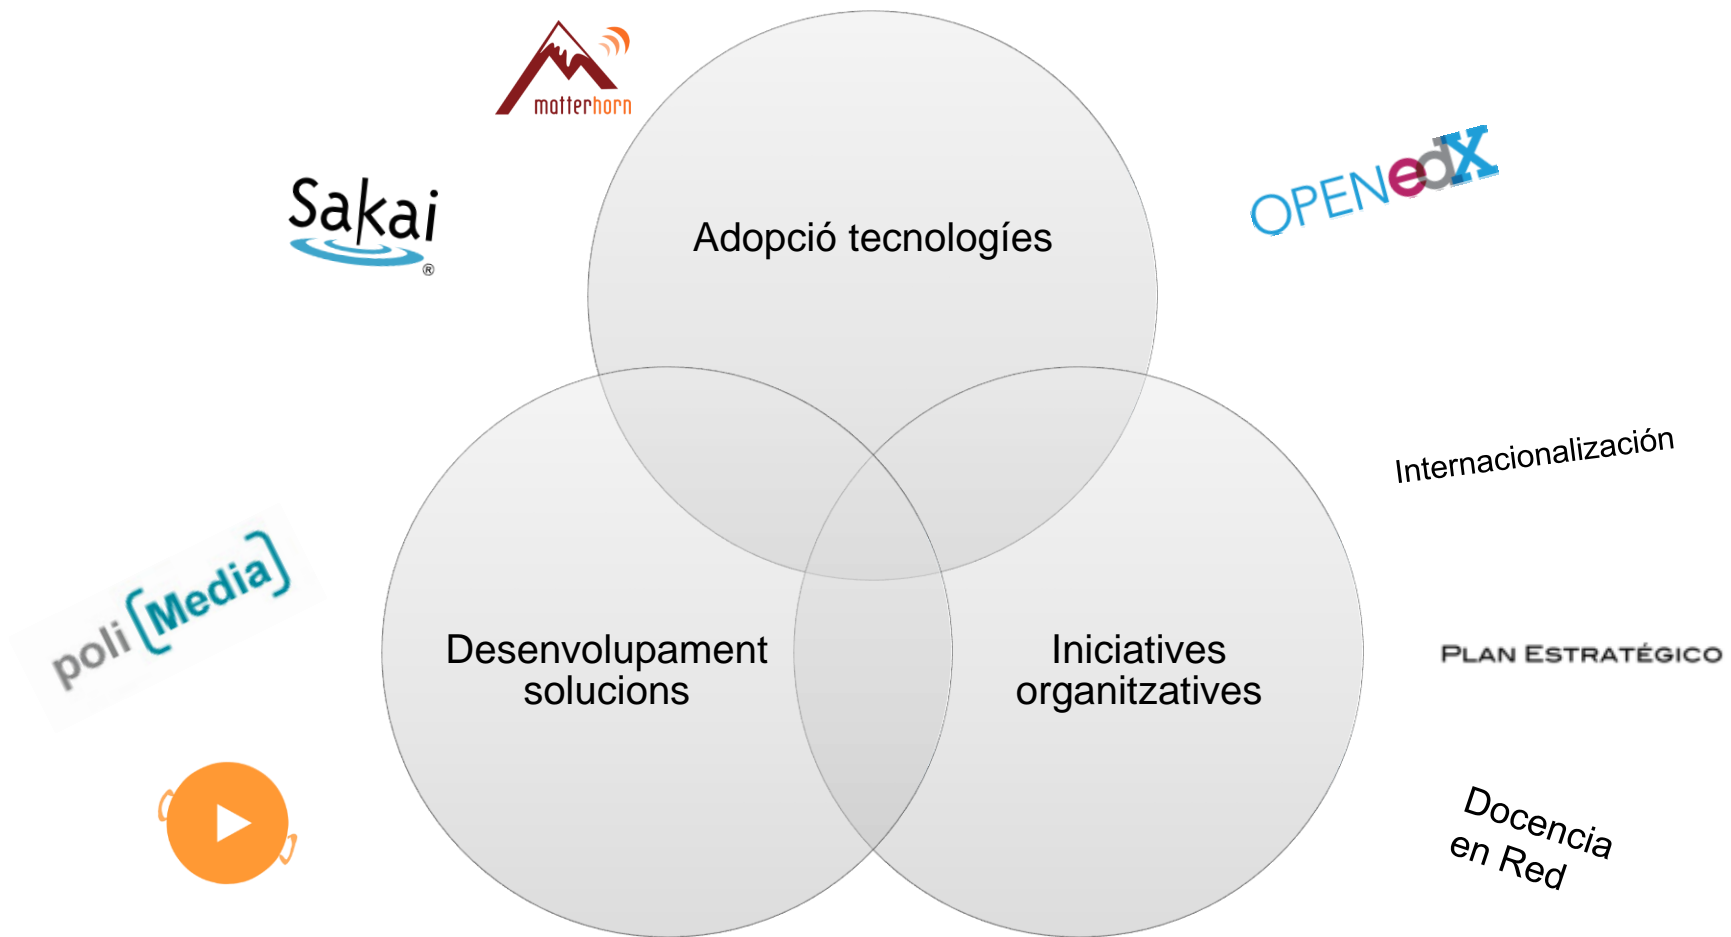 matterhorn
OPENedX
Sakai
®
Adopció tecnologíes
Internacionalización
poli[Media]
Desenvolupament
solucions
Iniciatives
organitzatives
PLAN ESTRATÉGICO
Docencia
en Red